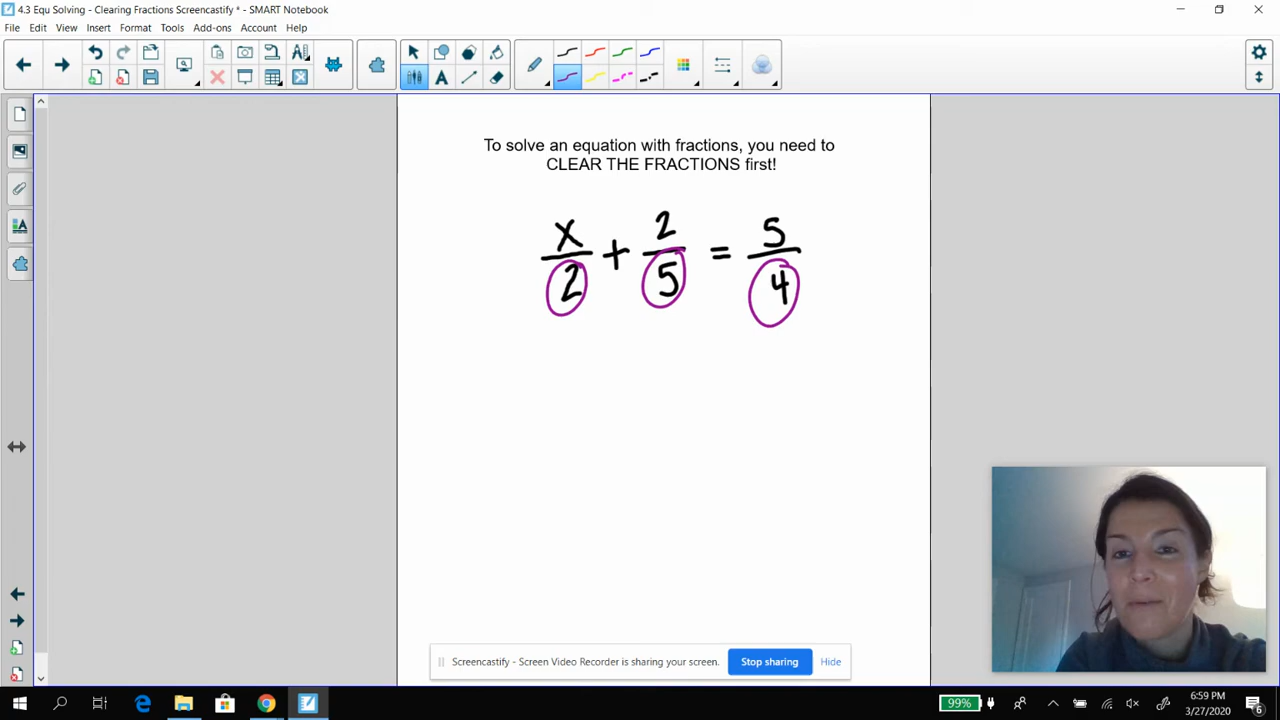 4.3 Equ Solving - Clearing Fractions Screencastify * - SMART Notebook
File Edit View Insert Format Tools Add-ons Account Help
To solve an equation with fractions, you need to
CLEAR THE FRACTIONS first!
x/2 + 2/5 = 5/4
Screencastify - Screen Video Recorder is sharing your screen. Stop sharing Hide
99%
6:59 PM
3/27/2020
6